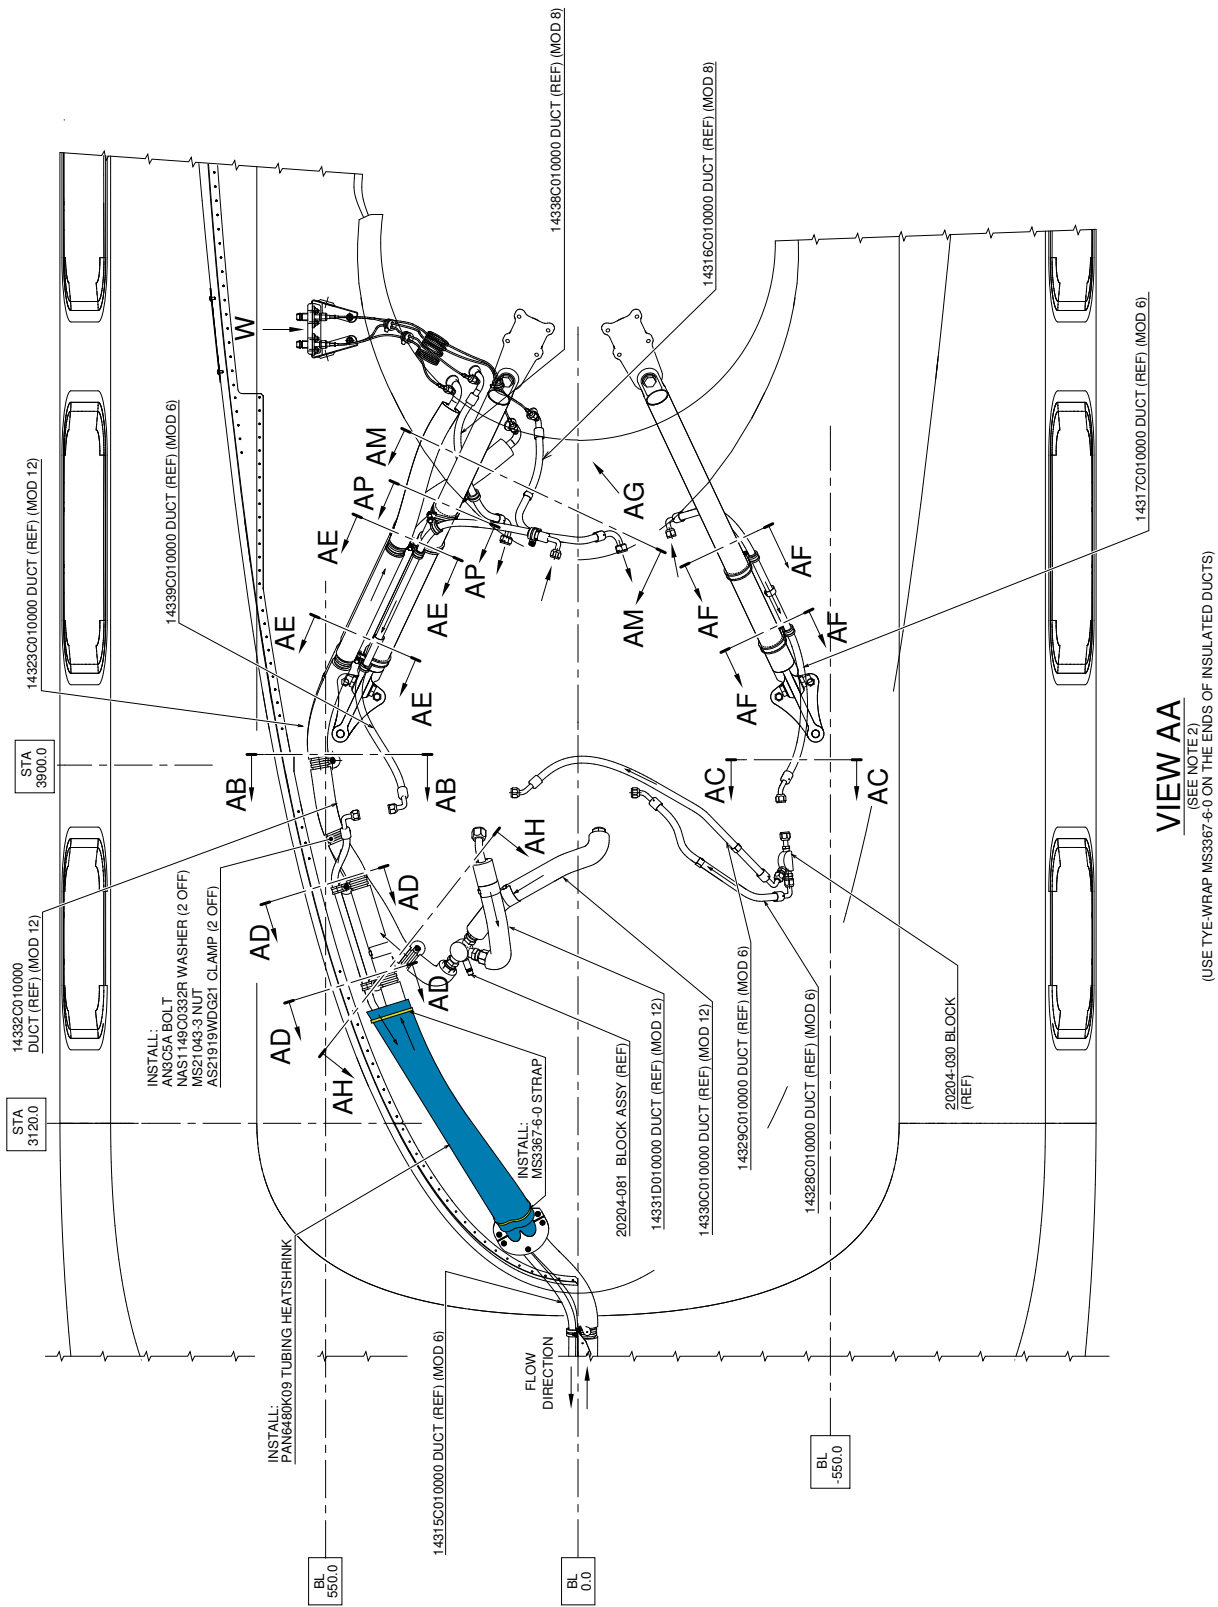 STA
3120.0
STA
3900.0
14332C010000
DUCT (REF) (MOD 12)
14323C010000 DUCT (REF) (MOD 12)
INSTALL:
AN3C5A BOLT
NAS1149C0332R WASHER (2 OFF)
MS21043-3 NUT
AS21919WDG21 CLAMP (2 OFF)
14339C010000 DUCT (REF) (MOD 6)
W
14338C010000 DUCT (REF) (MOD 8)
14316C010000 DUCT (REF) (MOD 8)
INSTALL:
PAN6480K09 TUBING HEATSHRINK
BL
550.0
AH
AD
AD
AB
AE
AE
AP
AM
AD
AD
AB
AE
AE
AP
AH
AG
AM
14315C010000 DUCT (REF) (MOD 6)
INSTALL:
MS3367-6-0 STRAP
FLOW
DIRECTION
BL
0.0
20204-081 BLOCK ASSY (REF)
14331D010000 DUCT (REF) (MOD 12)
14330C010000 DUCT (REF) (MOD 12)
14329C010000 DUCT (REF) (MOD 6)
14328C010000 DUCT (REF) (MOD 6)
AC
AF
AF
AC
AF
AF
BL
-550.0
20204-030 BLOCK
(REF)
14317C010000 DUCT (REF) (MOD 6)
VIEW AA
(SEE NOTE 2)
(USE TYE-WRAP MS3367-6-0 ON THE ENDS OF INSULATED DUCTS)